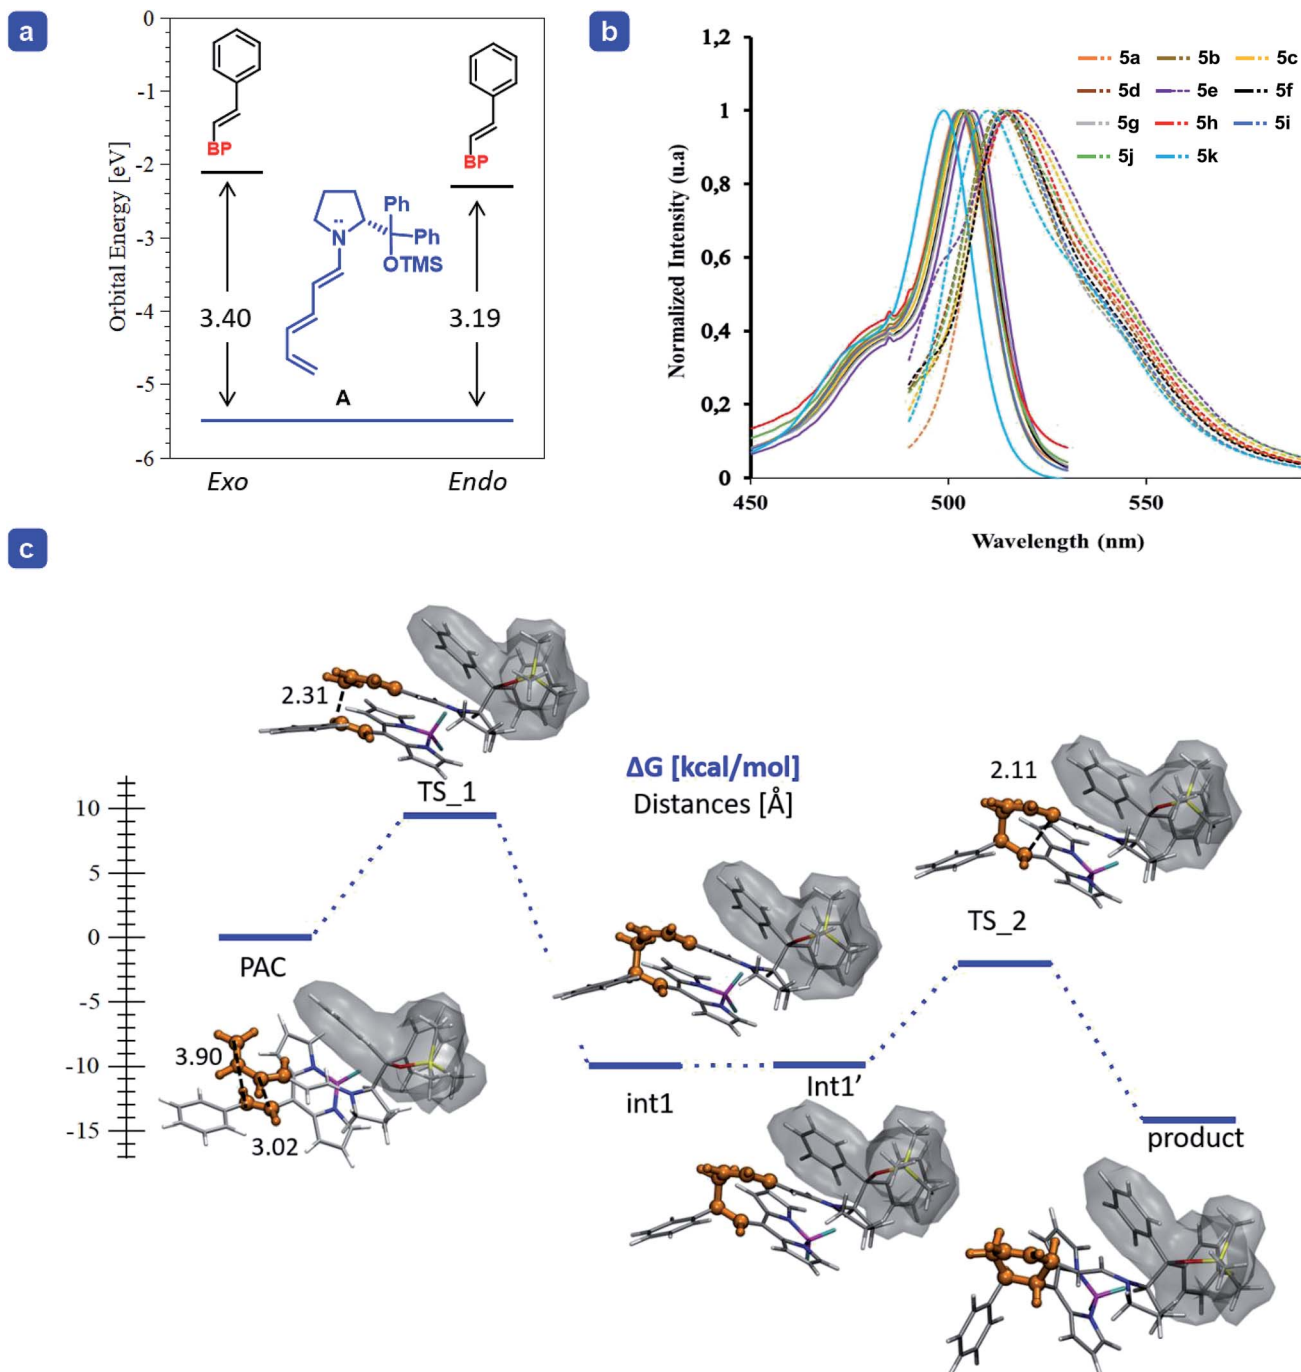 a
Orbital Energy [eV]
0
-1
-2
-3
-4
-5
-6
BP
BP
3.40
3.19
N
Ph
Ph
OTMS
A
Exo
Endo
b
Normalized Intensity (u.a)
1,2
1
0,8
0,6
0,4
0,2
0
450
500
550
Wavelength (nm)
5a 5b 5c
5d 5e 5f
5g 5h 5i
5j 5k
c
10
5
0
-5
-10
-15
2.31
TS_1
ΔG [kcal/mol]
Distances [Å]
2.11
TS_2
PAC
3.90
3.02
int1
Int1’
product